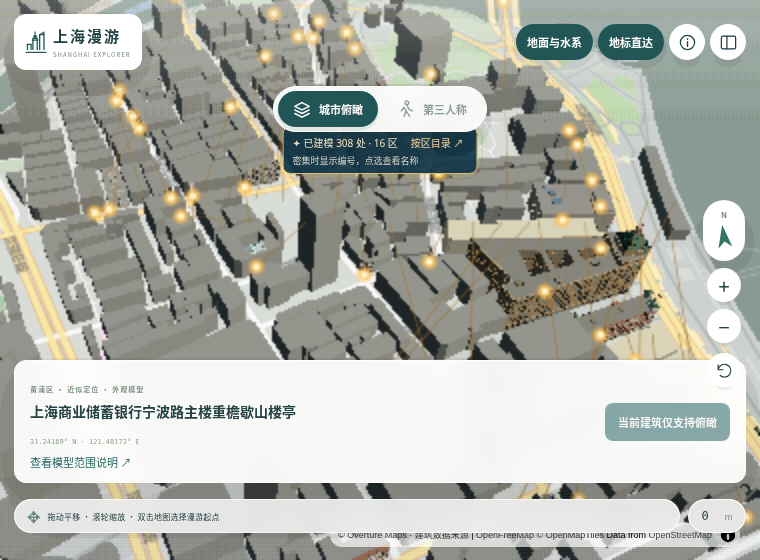 上海漫游
SHANGHAI EXPLORER
地面与水系
地标直达
城市俯瞰
第三人称
✦ 已建模 308 处 · 16 区 按区目录 ↗
密集时显示编号，点选查看名称
N
+
−
黄浦区 · 近似定位 · 外观模型
上海商业储蓄银行宁波路主楼重檐歇山楼亭
31.24169° N · 121.48173° E
查看模型范围说明 ↗
当前建筑仅支持俯瞰
拖动平移 · 滚轮缩放 · 双击地图选择漫游起点
0 m
© Overture Maps · 建筑数据来源 | OpenFreeMap © OpenMapTiles Data from OpenStreetMap